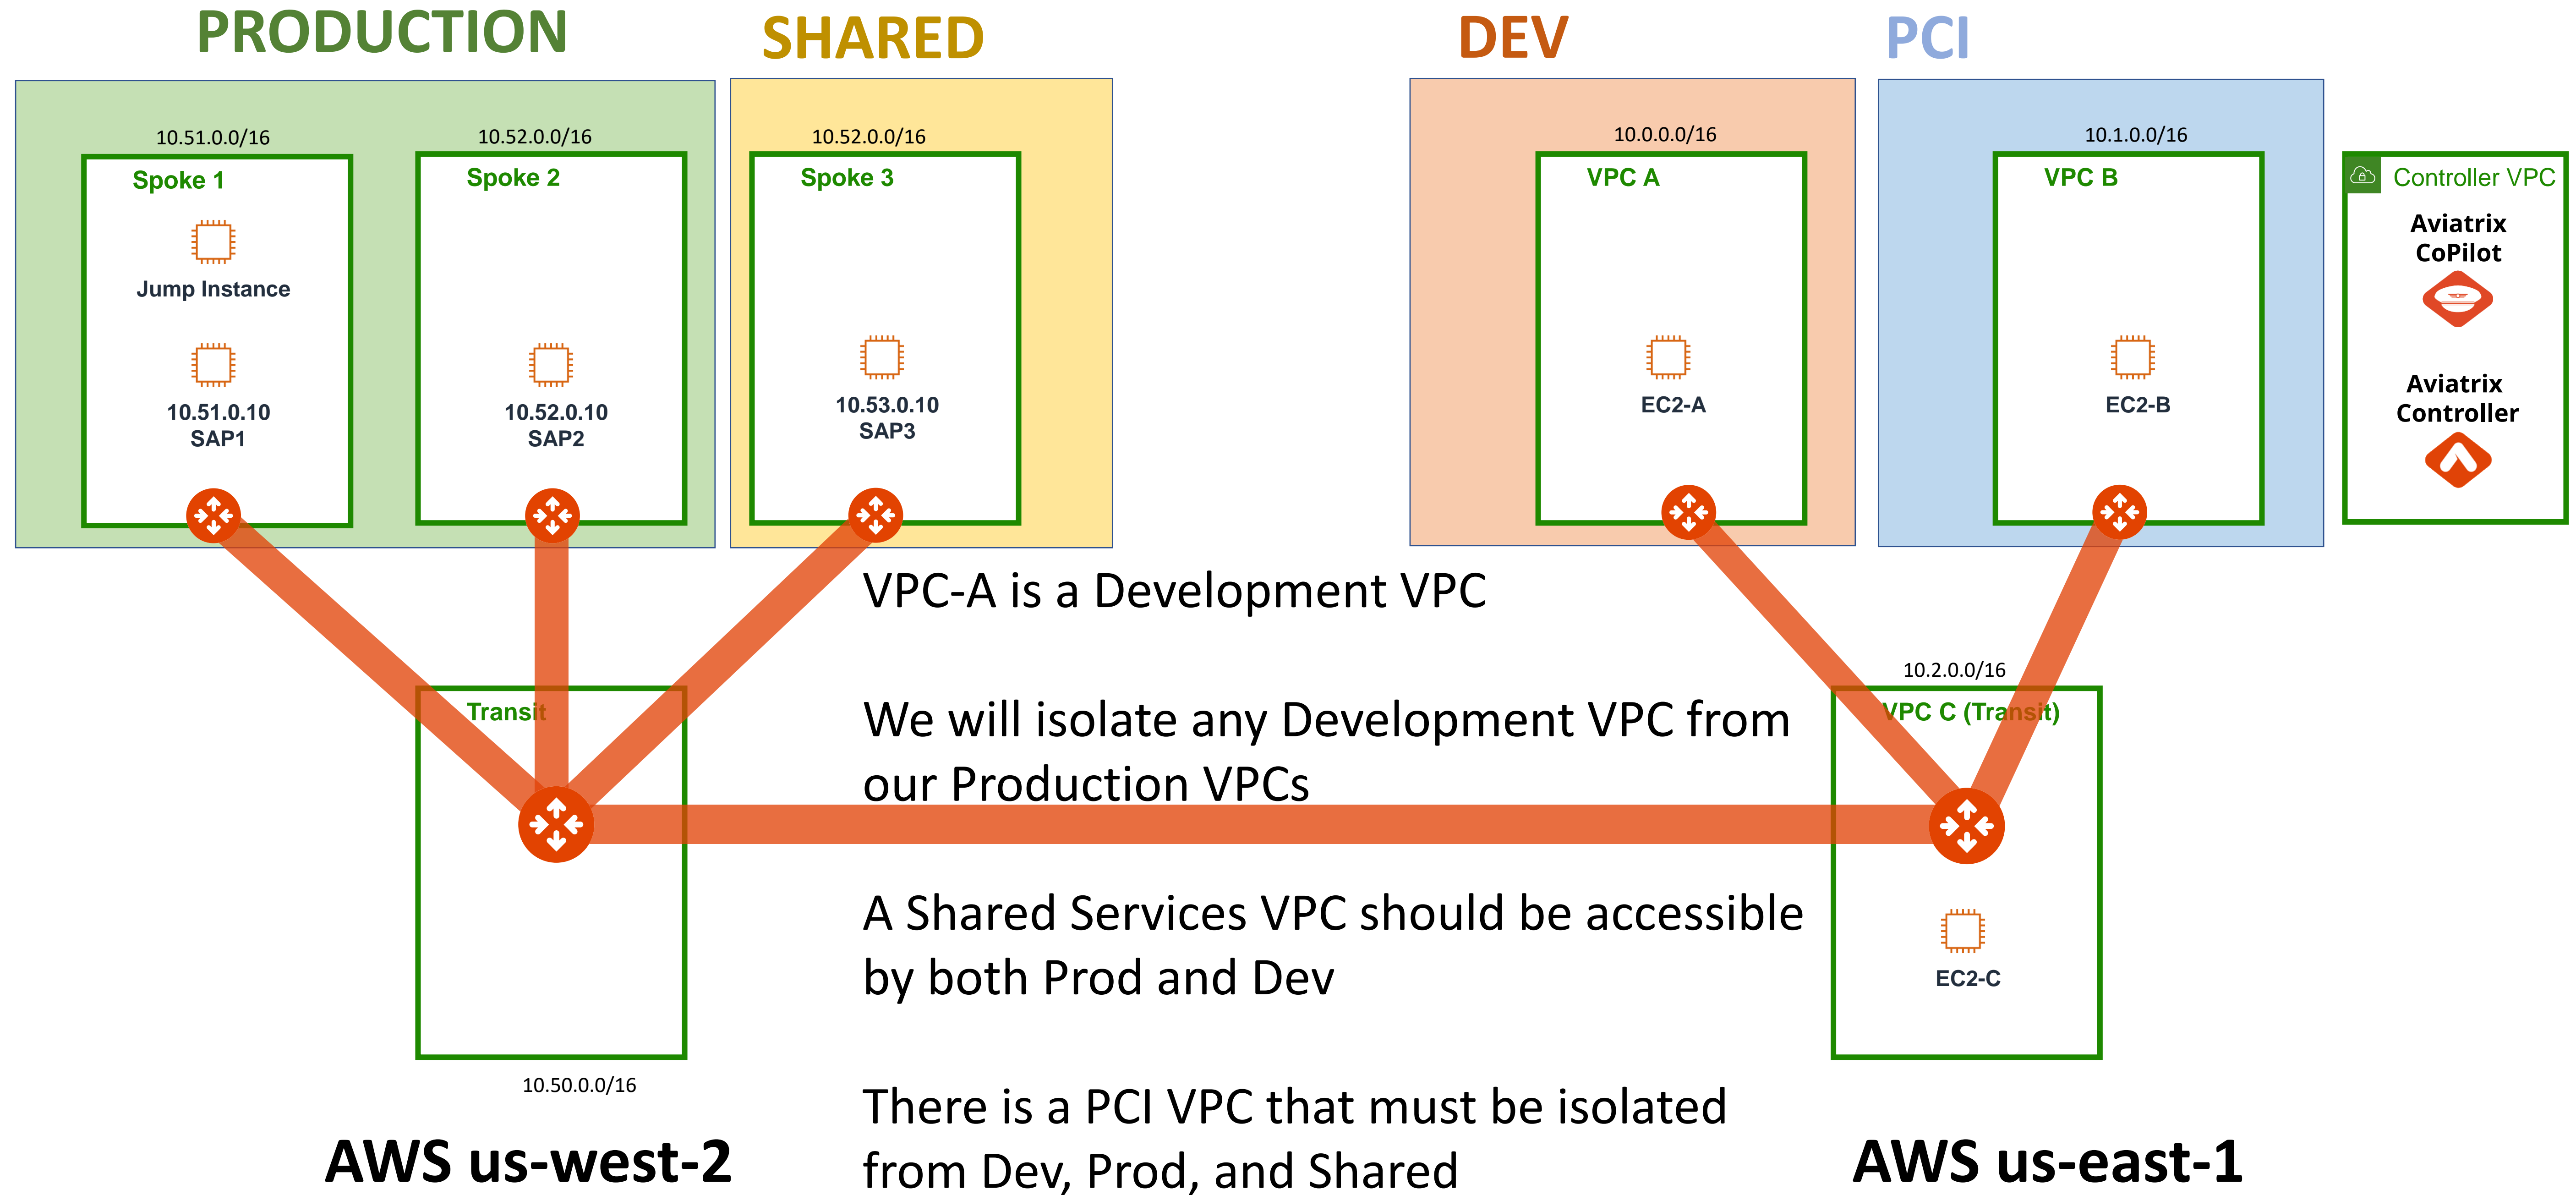 PRODUCTION
SHARED
DEV
PCI
10.51.0.0/16
10.52.0.0/16
10.52.0.0/16
10.0.0.0/16
10.1.0.0/16
Spoke 1
Spoke 2
Spoke 3
VPC A
VPC B
Controller VPC
Jump Instance
Aviatrix
CoPilot
10.51.0.10
SAP1
10.52.0.10
SAP2
10.53.0.10
SAP3
EC2-A
EC2-B
Aviatrix
Controller
VPC-A is a Development VPC
We will isolate any Development VPC from
our Production VPCs
A Shared Services VPC should be accessible
by both Prod and Dev
There is a PCI VPC that must be isolated
from Dev, Prod, and Shared
Transit
10.50.0.0/16
10.2.0.0/16
VPC C (Transit)
EC2-C
AWS us-west-2
AWS us-east-1